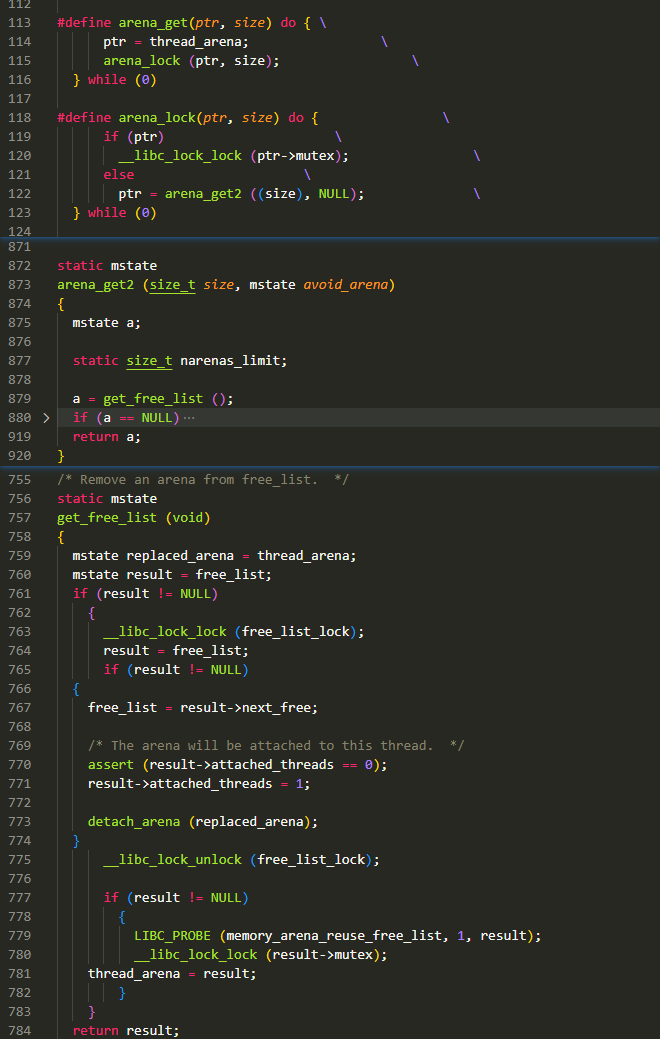 112
113 #define arena_get(ptr, size) do { \
114 ptr = thread_arena; \
115 arena_lock (ptr, size); \
116 } while (0)
117
118 #define arena_lock(ptr, size) do { \
119 if (ptr) \
120 __libc_lock_lock (ptr->mutex); \
121 else \
122 ptr = arena_get2 ((size), NULL); \
123 } while (0)
124
871
872 static mstate
873 arena_get2 (size_t size, mstate avoid_arena)
874 {
875 mstate a;
876
877 static size_t narenas_limit;
878
879 a = get_free_list ();
880 > if (a == NULL) ⋯
919 return a;
920 }
755 /* Remove an arena from free_list.  */
756 static mstate
757 get_free_list (void)
758 {
759 mstate replaced_arena = thread_arena;
760 mstate result = free_list;
761 if (result != NULL)
762 {
763 __libc_lock_lock (free_list_lock);
764 result = free_list;
765 if (result != NULL)
766 {
767 free_list = result->next_free;
768
769 /* The arena will be attached to this thread.  */
770 assert (result->attached_threads == 0);
771 result->attached_threads = 1;
772
773 detach_arena (replaced_arena);
774 }
775 __libc_lock_unlock (free_list_lock);
776
777 if (result != NULL)
778 {
779 LIBC_PROBE (memory_arena_reuse_free_list, 1, result);
780 __libc_lock_lock (result->mutex);
781 thread_arena = result;
782 }
783 }
784 return result;